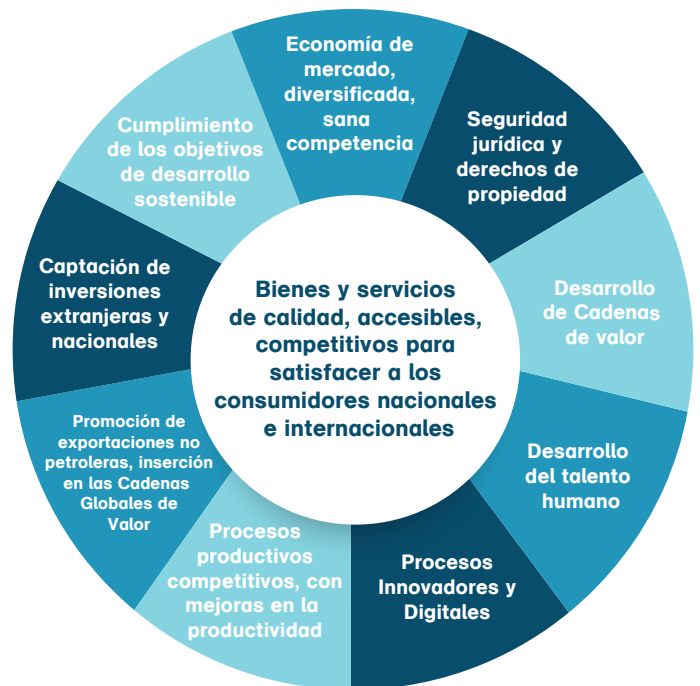 Economía de
mercado,
diversificada,
sana
competencia
Seguridad
jurídica y
derechos de
propiedad
Desarrollo
de Cadenas
de valor
Desarrollo
del talento
humano
Procesos
Innovadores y
Digitales
Procesos
productivos
competitivos, con
mejoras en la
productividad
Promoción de
exportaciones no
petroleras, inserción
en las Cadenas
Globales de
Valor
Captación de
inversiones
extranjeras y
nacionales
Cumplimiento
de los objetivos
de desarrollo
sostenible
Bienes y servicios
de calidad, accesibles,
competitivos para
satisfacer a los
consumidores nacionales
e internacionales